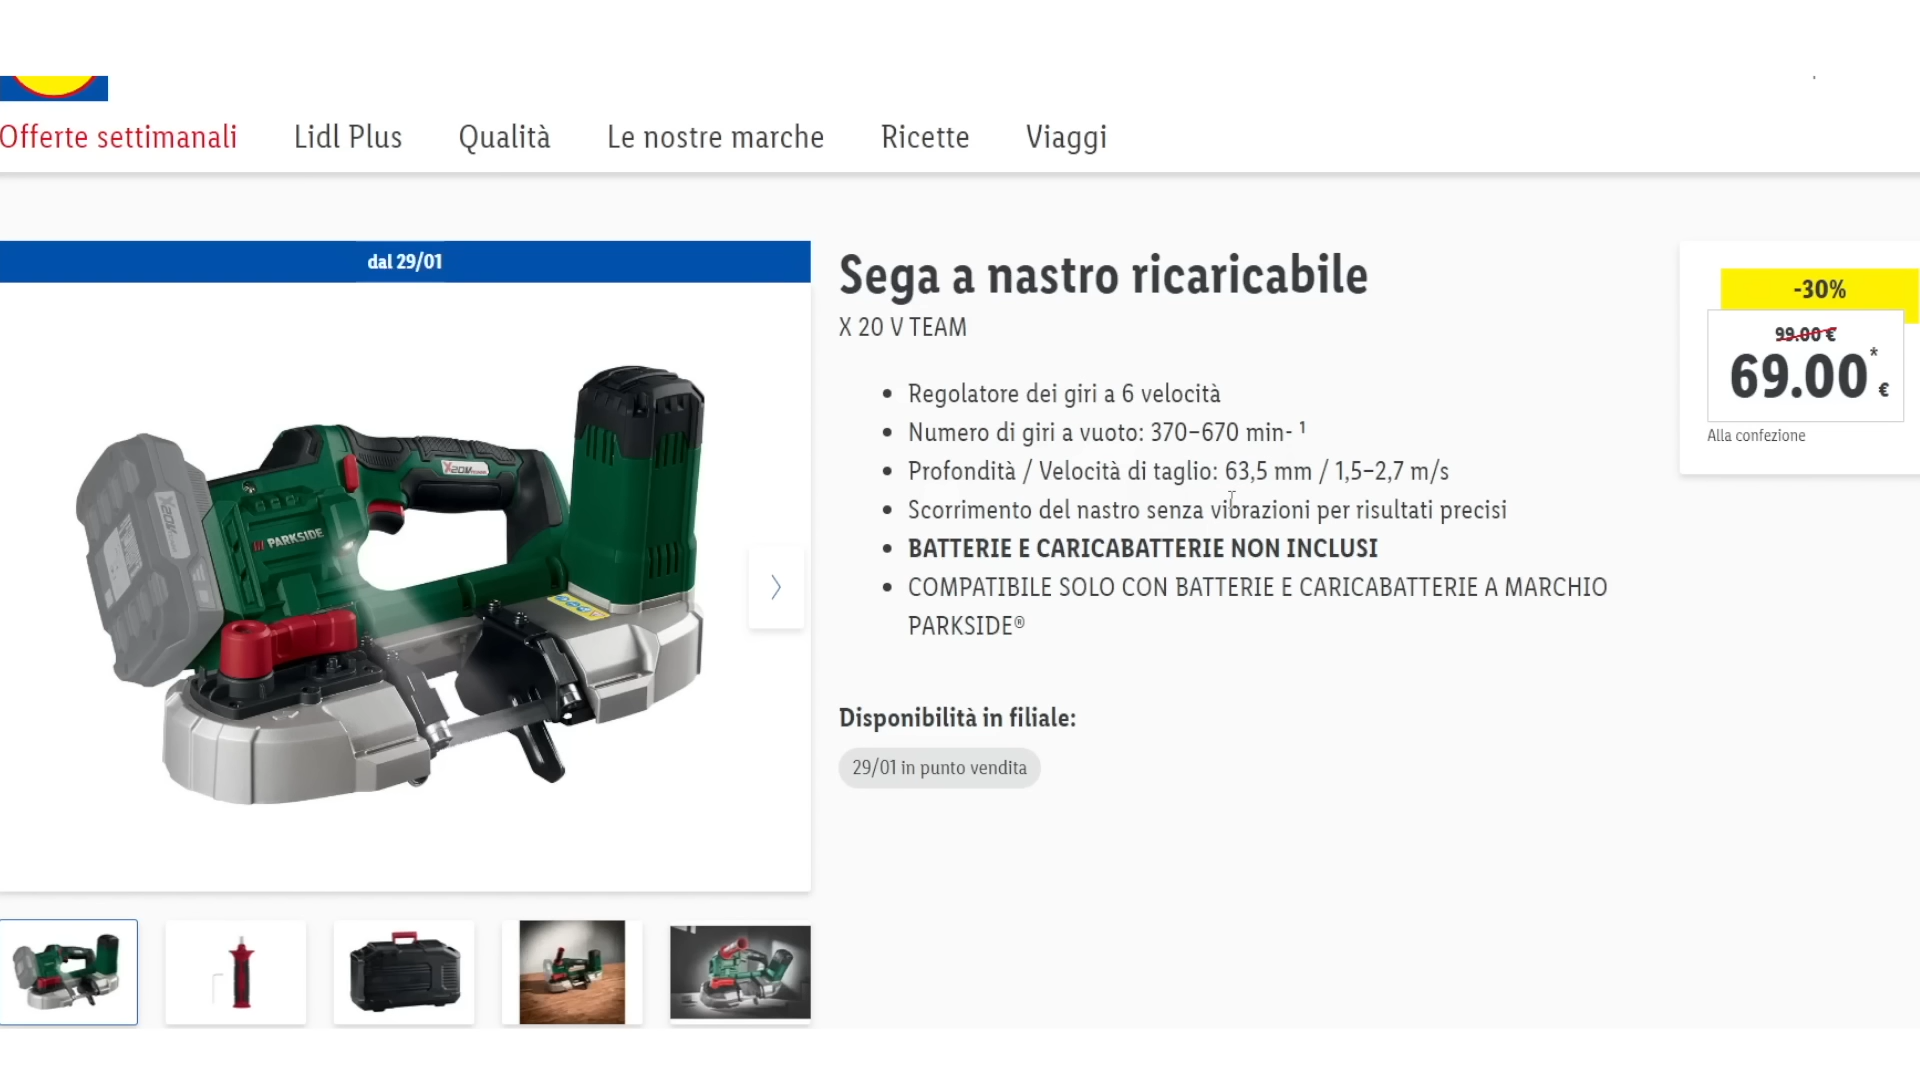 Offerte settimanali Lidl Plus Qualità Le nostre marche Ricette Viaggi
dal 29/01
X20V
PARKSIDE
X20V
Sega a nastro ricaricabile
X 20 V TEAM
Regolatore dei giri a 6 velocità
Numero di giri a vuoto: 370–670 min- ¹
Profondità / Velocità di taglio: 63,5 mm / 1,5–2,7 m/s
Scorrimento del nastro senza vibrazioni per risultati precisi
BATTERIE E CARICABATTERIE NON INCLUSI
COMPATIBILE SOLO CON BATTERIE E CARICABATTERIE A MARCHIO
PARKSIDE®
Disponibilità in filiale:
29/01 in punto vendita
-30%
99.00 €
69.00 * €
Alla confezione